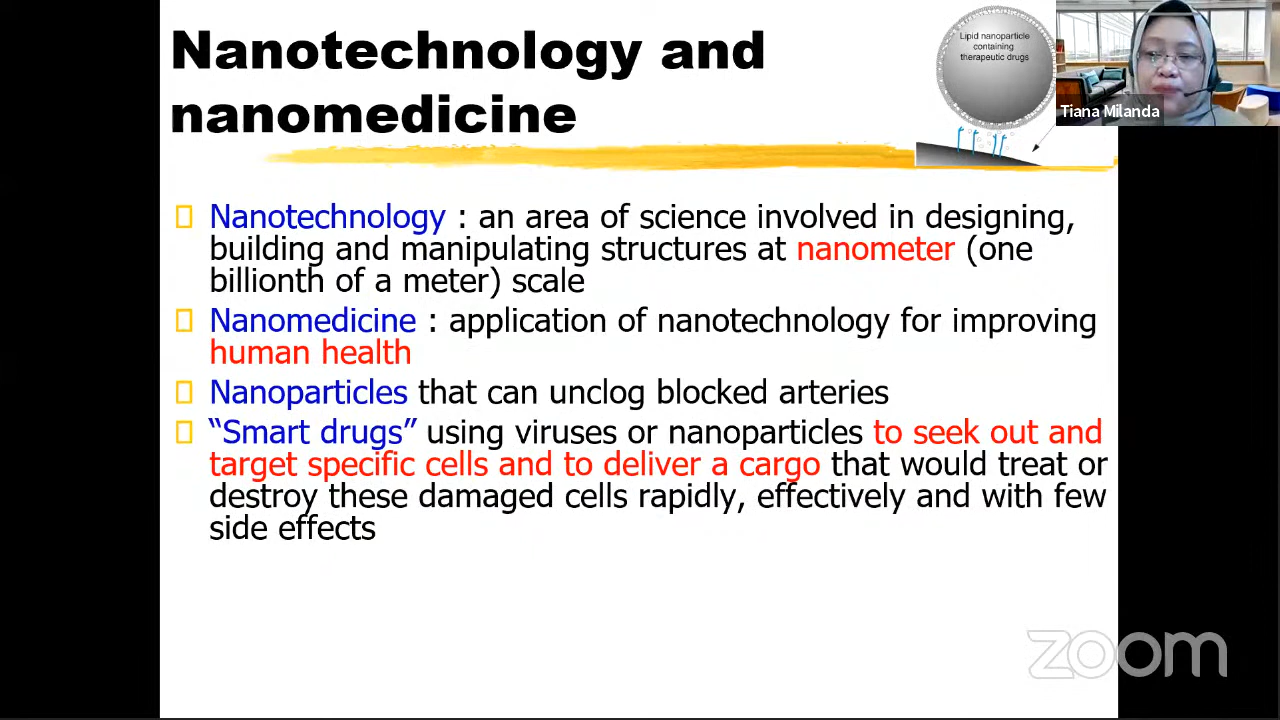 Nanotechnology and
nanomedicine
Lipid nanoparticle
containing
therapeutic drugs
Tiana Milanda
Nanotechnology : an area of science involved in designing,
building and manipulating structures at nanometer (one
billionth of a meter) scale
Nanomedicine : application of nanotechnology for improving
human health
Nanoparticles that can unclog blocked arteries
“Smart drugs” using viruses or nanoparticles to seek out and
target specific cells and to deliver a cargo that would treat or
destroy these damaged cells rapidly, effectively and with few
side effects
zoom